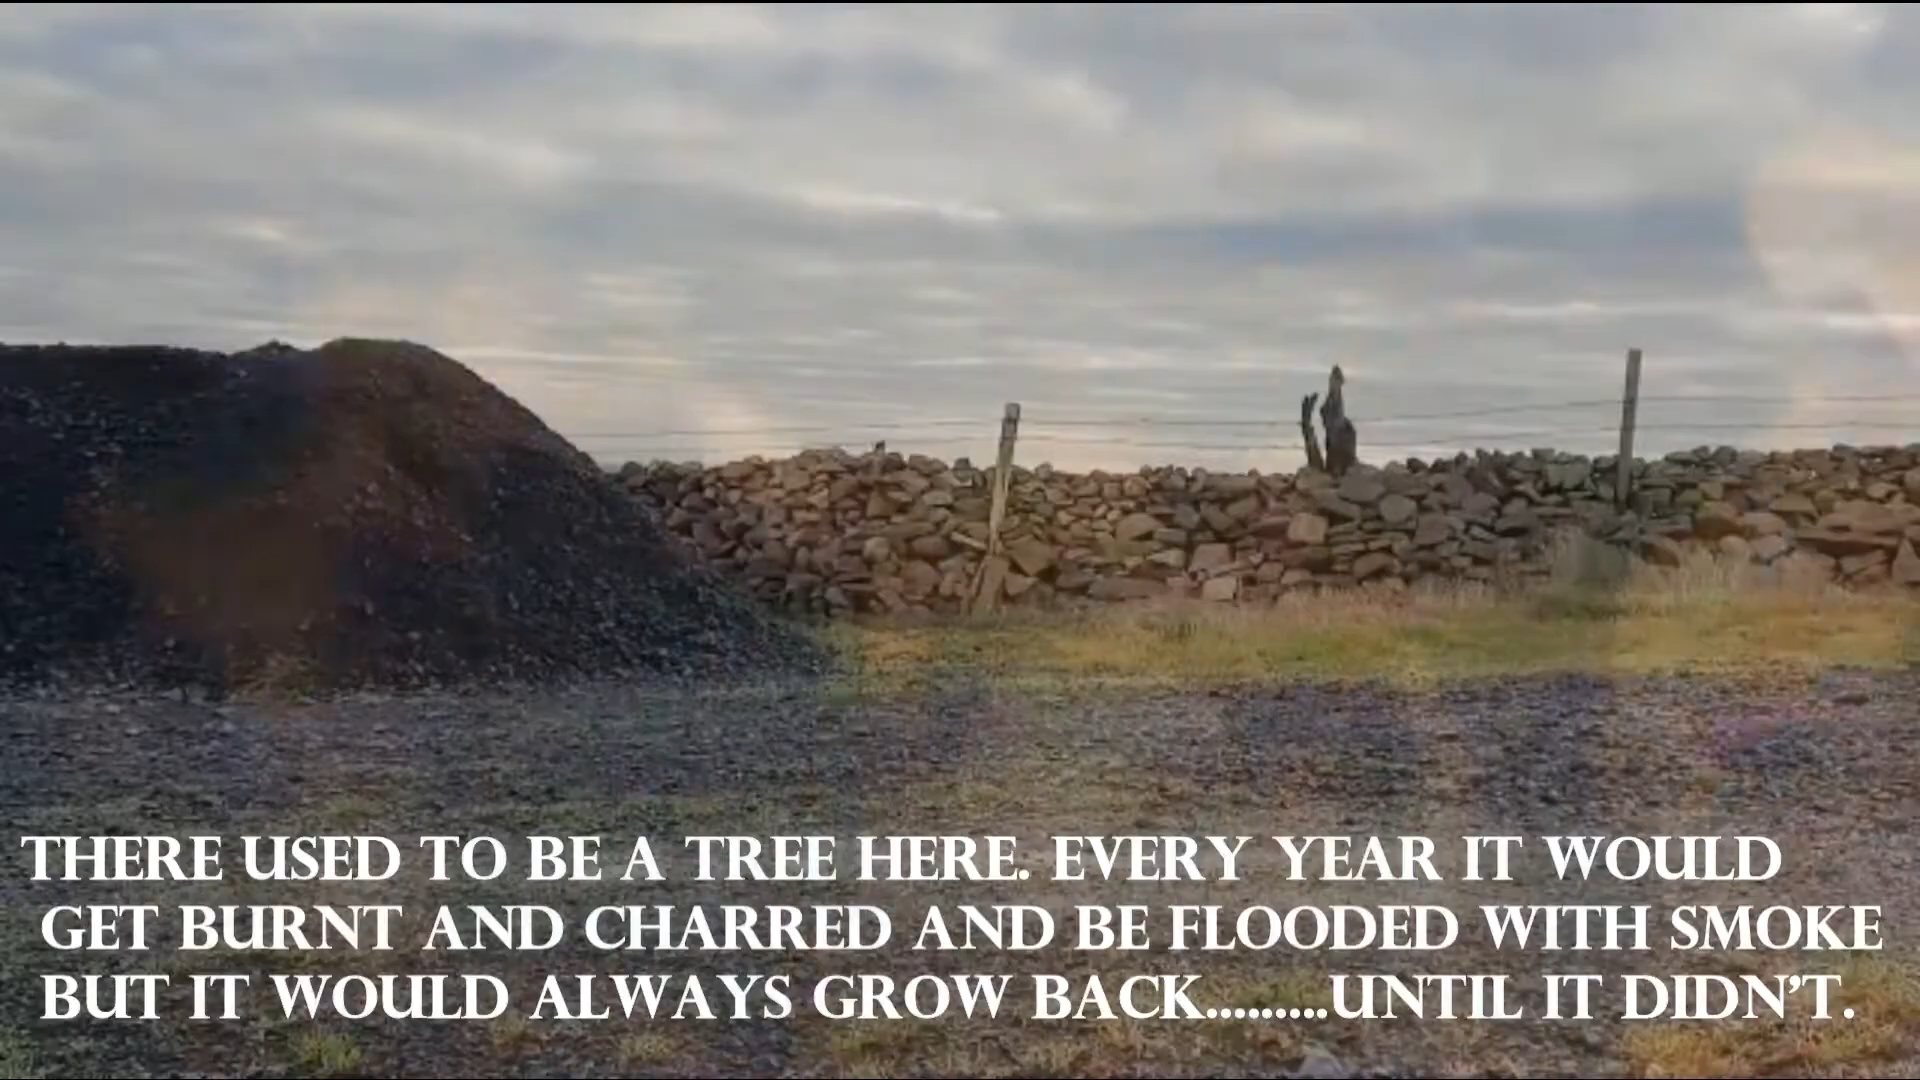 THERE USED TO BE A TREE HERE. EVERY YEAR IT WOULD
GET BURNT AND CHARRED AND BE FLOODED WITH SMOKE
BUT IT WOULD ALWAYS GROW BACK.........UNTIL IT DIDN'T.